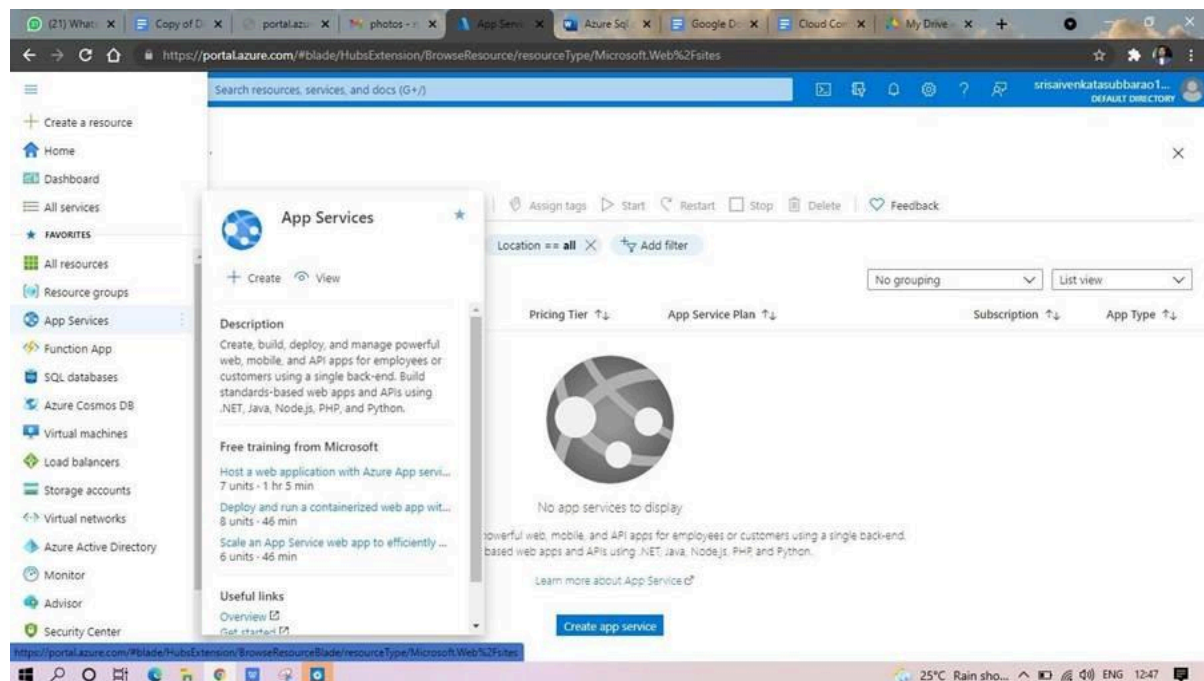 (21) What
Copy of D
portal.azu
photos -
App Serv
Azure Sql
Google D
Cloud Co
My Drive
https://portal.azure.com/#blade/HubsExtension/BrowseResource/resourceType/Microsoft.Web%2Fsites
Search resources, services, and docs (G+/)
srisaivenkatasubbarao1...
DEFAULT DIRECTORY
Create a resource
Home
Dashboard
All services
FAVORITES
All resources
Resource groups
App Services
Function App
SQL databases
Azure Cosmos DB
Virtual machines
Load balancers
Storage accounts
Virtual networks
Azure Active Directory
Monitor
Advisor
Security Center
App Services
Create View
Description
Create, build, deploy, and manage powerful
web, mobile, and API apps for employees or
customers using a single back-end. Build
standards-based web apps and APIs using
.NET, Java, Node.js, PHP, and Python.
Free training from Microsoft
Host a web application with Azure App servi...
7 units - 1 hr 5 min
Deploy and run a containerized web app wit...
8 units - 46 min
Scale an App Service web app to efficiently ...
6 units - 46 min
Useful links
Overview
Get started
Assign tags Start Restart Stop Delete Feedback
Location == all Add filter
No grouping List view
Pricing Tier App Service Plan Subscription App Type
No app services to display
powerful web, mobile, and API apps for employees or customers using a single back-end.
based web apps and APIs using .NET, Java, Node.js, PHP, and Python.
Learn more about App Service
Create app service
https://portal.azure.com/#blade/HubsExtension/BrowseResourceBlade/resourceType/Microsoft.Web%2Fsites
25°C Rain sho... ENG 12:47